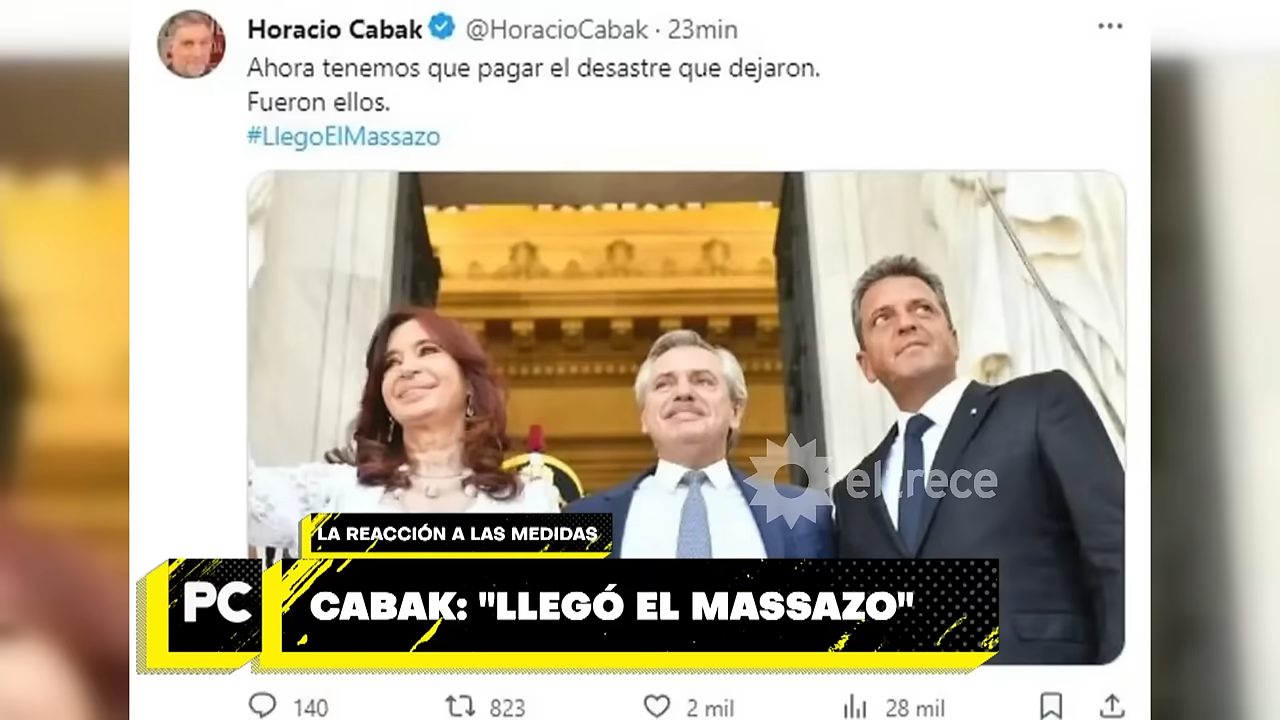 Horacio Cabak @HoracioCabak · 23min
Ahora tenemos que pagar el desastre que dejaron.
Fueron ellos.
#LlegoElMassazo
eltrece
LA REACCIÓN A LAS MEDIDAS
PC CABAK: "LLEGÓ EL MASSAZO"
140 823 2 mil 28 mil